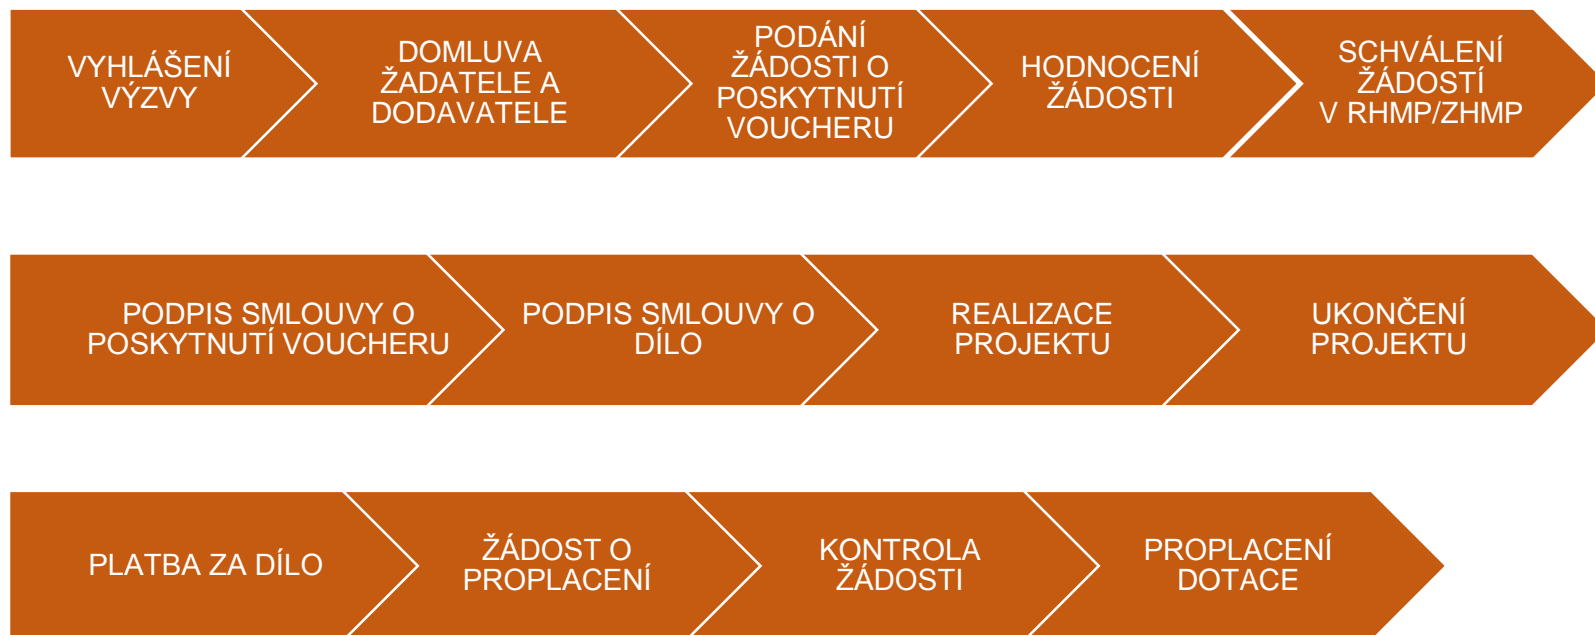 VYHLÁŠENÍ
VÝZVY
DOMLUVA
ŽADATELE A
DODAVATELE
PODÁNÍ
ŽÁDOSTI O
POSKYTNUTÍ
VOUCHERU
HODNOCENÍ
ŽÁDOSTI
SCHVÁLENÍ
ŽÁDOSTÍ
V RHMP/ZHMP
PODPIS SMLOUVY O
POSKYTNUTÍ VOUCHERU
PODPIS SMLOUVY O
DÍLO
REALIZACE
PROJEKTU
UKONČENÍ
PROJEKTU
PLATBA ZA DÍLO
ŽÁDOST O
PROPLACENÍ
KONTROLA
ŽÁDOSTI
PROPLACENÍ
DOTACE